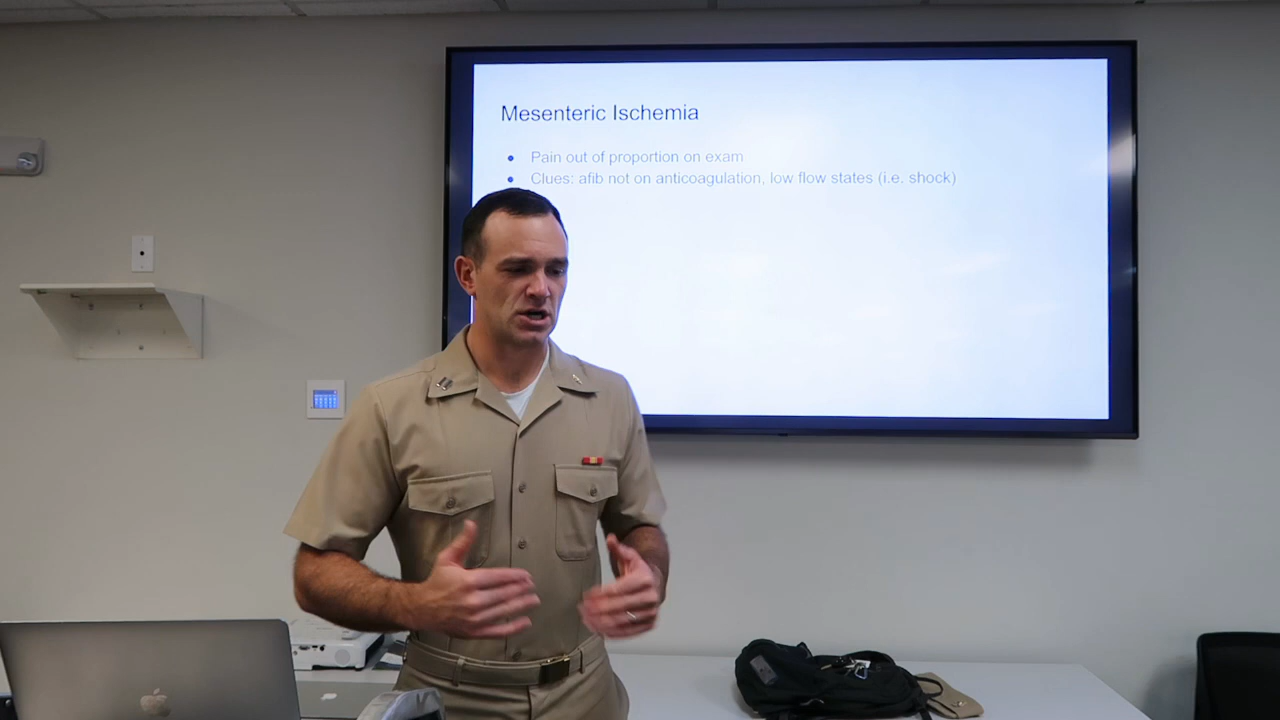 Mesenteric Ischemia
Pain out of proportion on exam
Clues: afib not on anticoagulation, low flow states (i.e. shock)